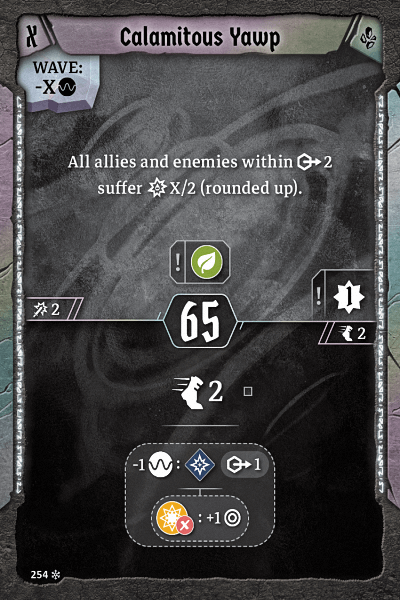 X
Calamitous Yawp
WAVE:
-X
All allies and enemies within 2
suffer X/2 (rounded up).
!
! 1
2
65
2
2
-1 : 1
: +1
254